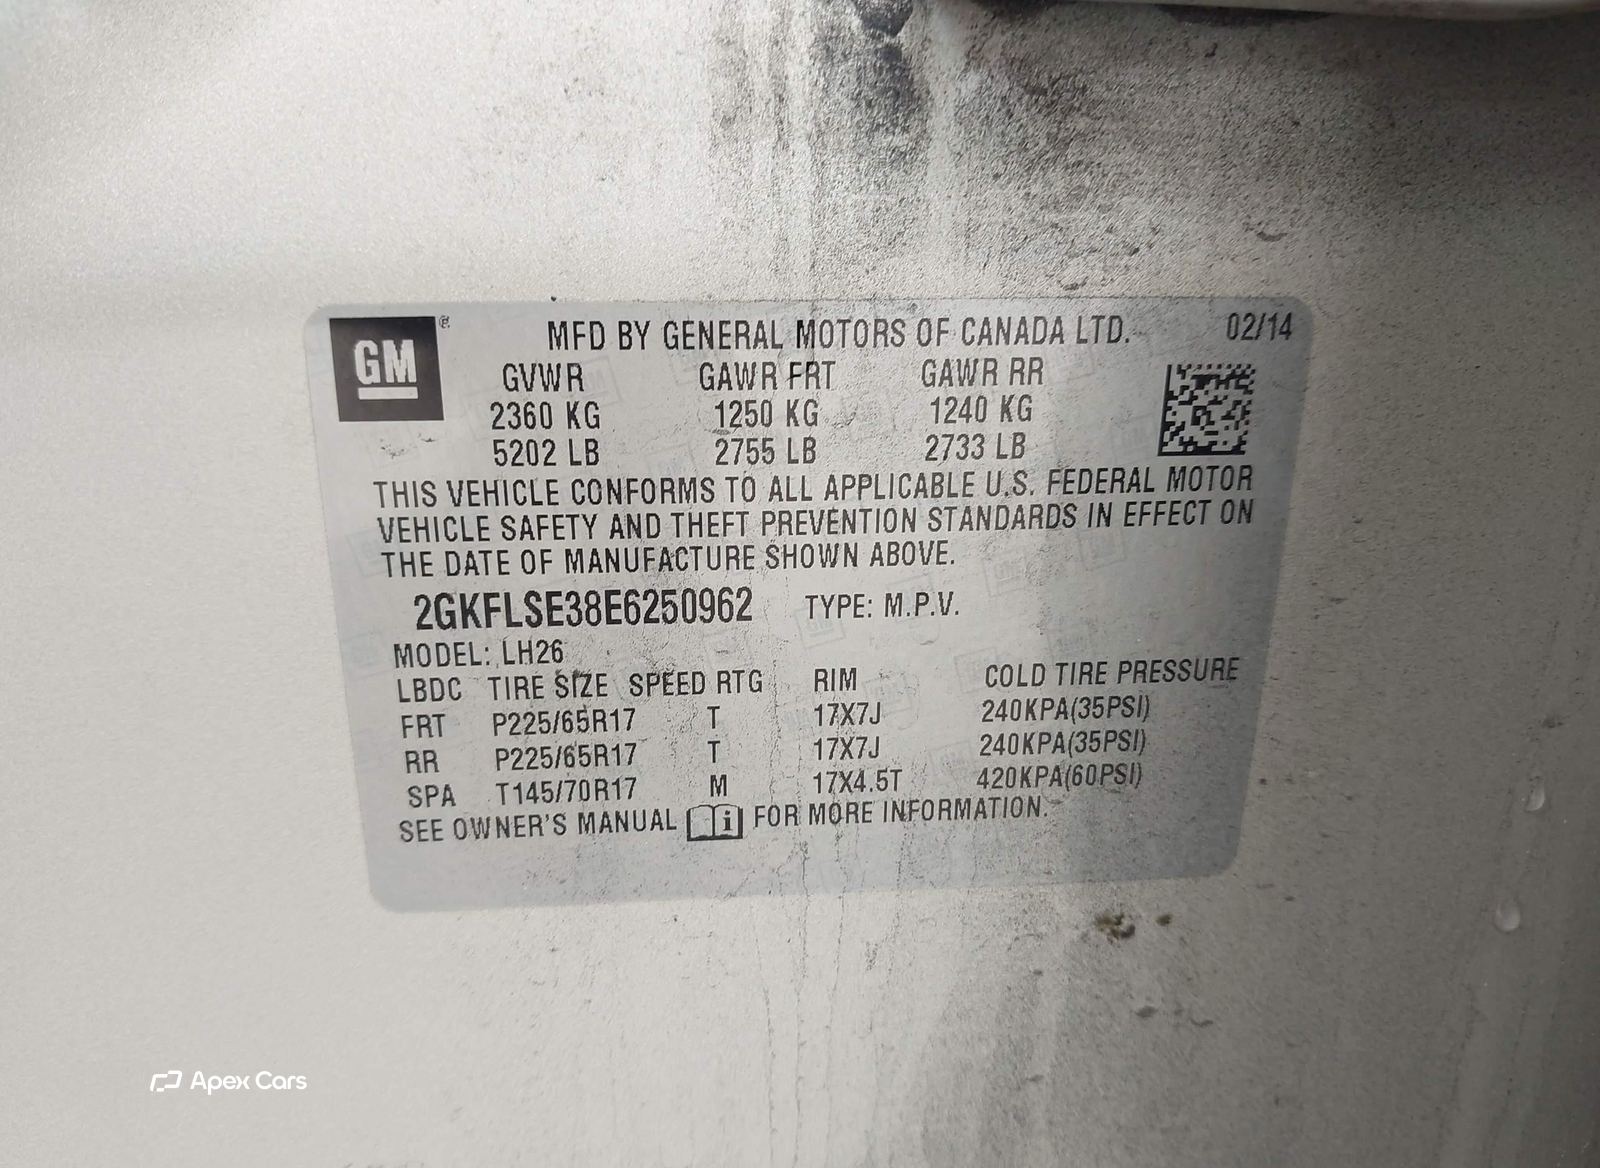 GM®
MFD BY GENERAL MOTORS OF CANADA LTD. 02/14
GVWR GAWR FRT GAWR RR
2360 KG 1250 KG 1240 KG
5202 LB 2755 LB 2733 LB
THIS VEHICLE CONFORMS TO ALL APPLICABLE U.S. FEDERAL MOTOR
VEHICLE SAFETY AND THEFT PREVENTION STANDARDS IN EFFECT ON
THE DATE OF MANUFACTURE SHOWN ABOVE.
2GKFLSE38E6250962 TYPE: M.P.V.
MODEL: LH26
LBDC TIRE SIZE SPEED RTG RIM COLD TIRE PRESSURE
FRT P225/65R17 T 17X7J 240KPA(35PSI)
RR P225/65R17 T 17X7J 240KPA(35PSI)
SPA T145/70R17 M 17X4.5T 420KPA(60PSI)
SEE OWNER'S MANUAL i FOR MORE INFORMATION.
Apex Cars